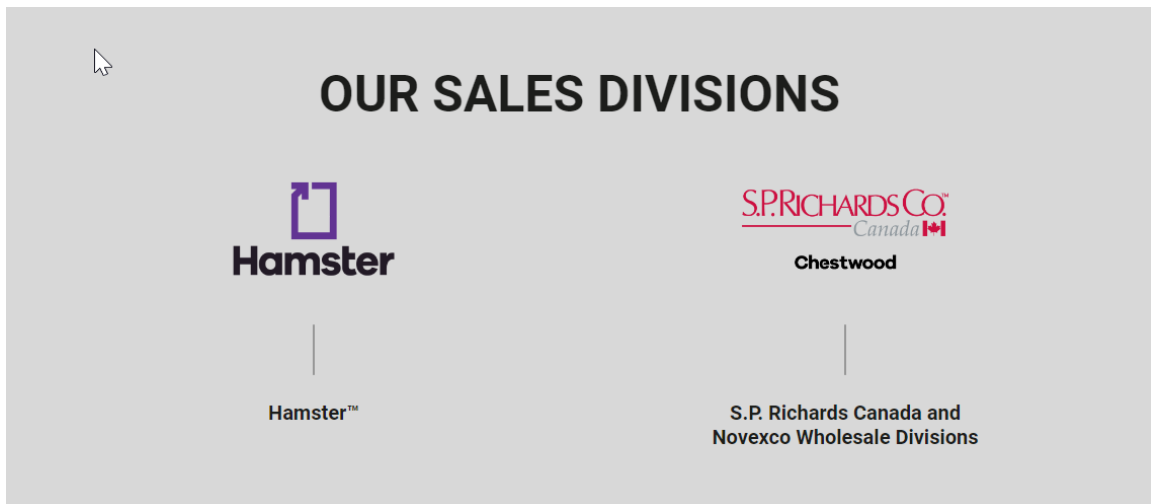 OUR SALES DIVISIONS
Hamster
S.P.RICHARDS CO.™
Canada
Chestwood
Hamster™
S.P. Richards Canada and
Novexco Wholesale Divisions